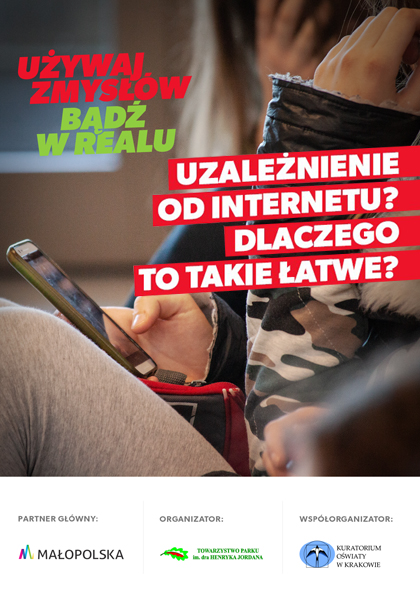 UŻYWAJ
ZMYSŁÓW
BĄDŹ
W REALU
UZALEŻNIENIE
OD INTERNETU?
DLACZEGO
TO TAKIE ŁATWE?
PARTNER GŁÓWNY:
MAŁOPOLSKA
ORGANIZATOR:
TOWARZYSTWO PARKU
im. dra HENRYKA JORDANA
WSPÓŁORGANIZATOR:
KURATORIUM
OŚWIATY
W KRAKOWIE